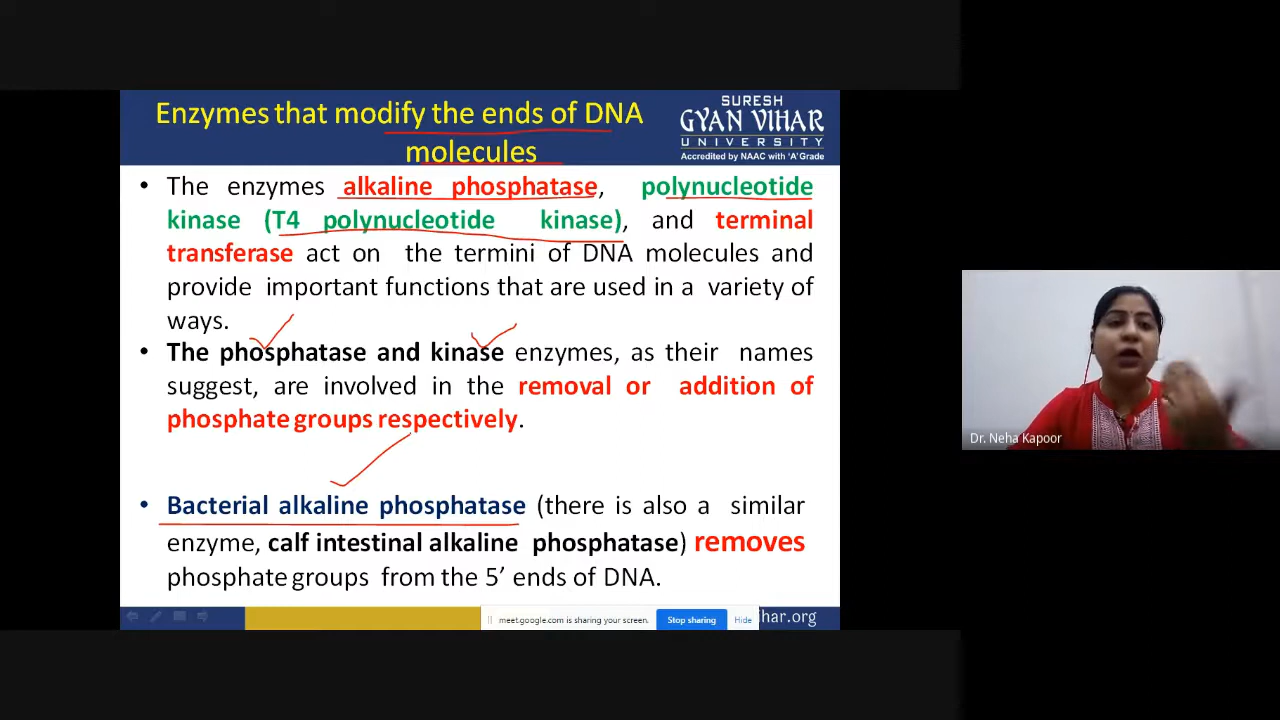 Enzymes that modify the ends of DNA
molecules
SURESH
GYAN VIHAR
UNIVERSITY
Accredited by NAAC with 'A' Grade
• The enzymes alkaline phosphatase, polynucleotide
kinase (T4 polynucleotide kinase), and terminal
transferase act on the termini of DNA molecules and
provide important functions that are used in a variety of
ways.
• The phosphatase and kinase enzymes, as their names
suggest, are involved in the removal or addition of
phosphate groups respectively.
• Bacterial alkaline phosphatase (there is also a similar
enzyme, calf intestinal alkaline phosphatase) removes
phosphate groups from the 5′ ends of DNA.
meet.google.com is sharing your screen. Stop sharing Hide
har.org
Dr. Neha Kapoor